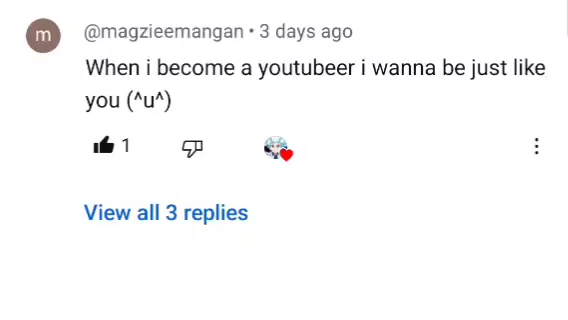 m
@magzieemangan • 3 days ago
When i become a youtubeer i wanna be just like
you (^u^)
1
View all 3 replies